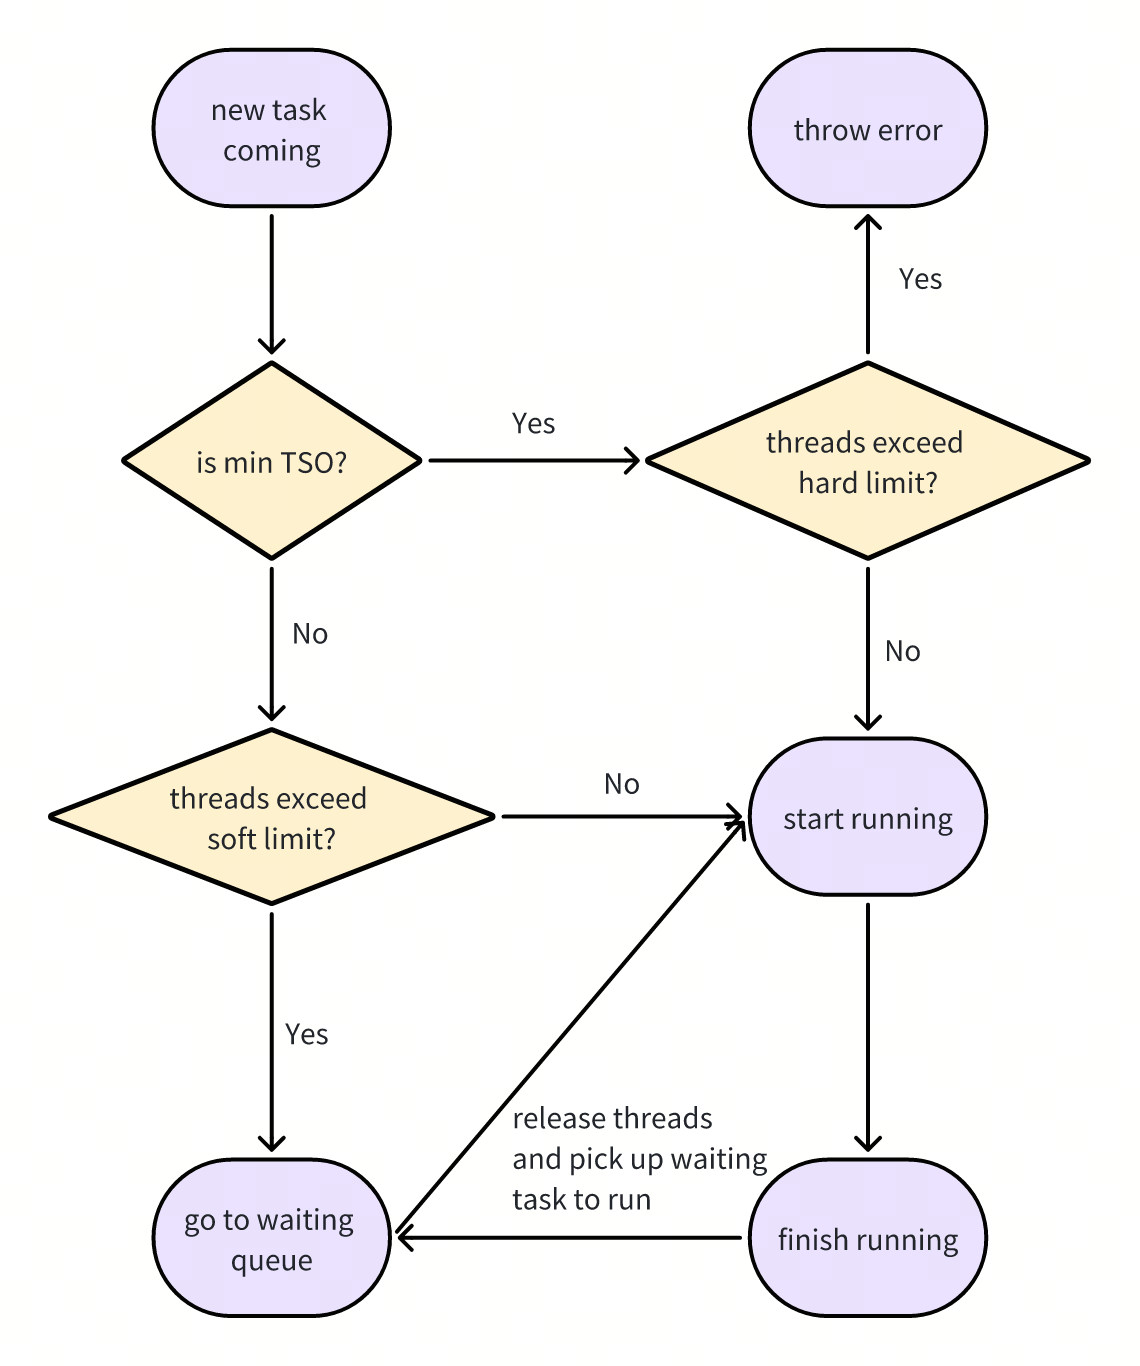 new task
coming
throw error
Yes
is min TSO?
Yes
threads exceed
hard limit?
No
No
threads exceed
soft limit?
No
start running
Yes
release threads
and pick up waiting
task to run
go to waiting
queue
finish running